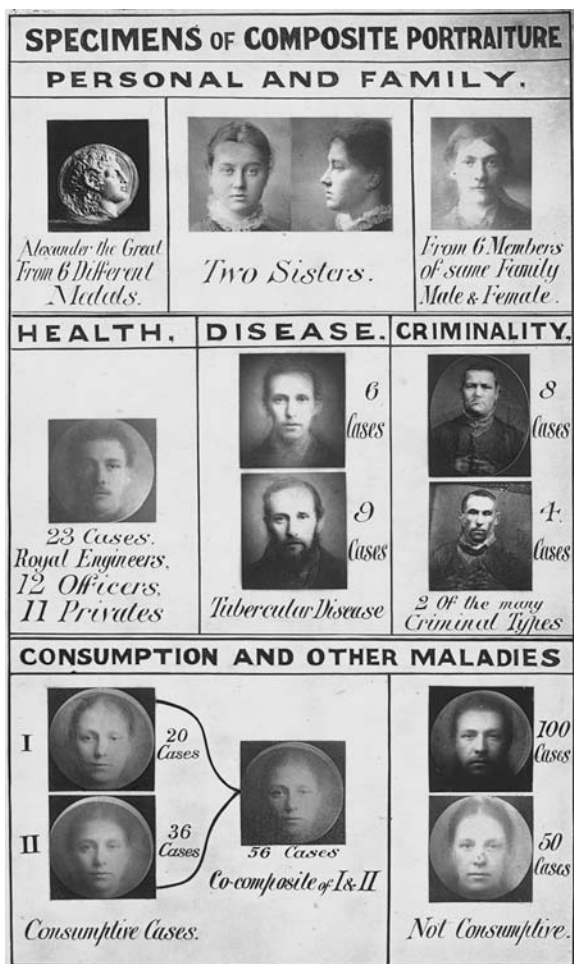 SPECIMENS OF COMPOSITE PORTRAITURE
PERSONAL AND FAMILY.
Alexander the Great
From 6 Different
Medals.
Two Sisters.
From 6 Members
of same Family
Male & Female.
HEALTH.
23 Cases.
Royal Engineers,
12 Officers,
11 Privates
DISEASE.
6
Cases
9
Cases
Tubercular Disease
CRIMINALITY,
8
Cases
4
Cases
2 Of the many
Criminal Types
CONSUMPTION AND OTHER MALADIES
I
20
Cases
II
36
Cases
56 Cases
Co-composite of I & II
Consumptive Cases.
100
Cases
50
Cases
Not Consumptive.